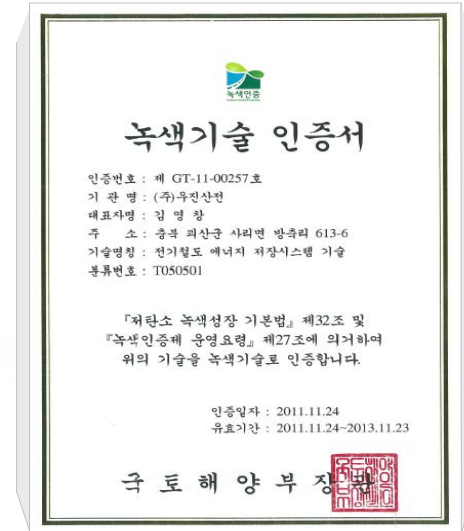 녹색인증
녹색기술 인증서
인증번호 : 제 GT-11-00257호
기 관 명 : (주)우진산전
대표자명 : 김 영 창
주 소 : 충북 괴산군 사리면 방축리 613-6
기술명칭 : 전기철도 에너지 저장시스템 기술
분류번호 : T050501
『저탄소 녹색성장 기본법』 제32조 및
『녹색인증제 운영요령』 제27조에 의거하여
위의 기술을 녹색기술로 인증합니다.
인증일자 : 2011.11.24
유효기간 : 2011.11.24~2013.11.23
국 토 해 양 부 장 관